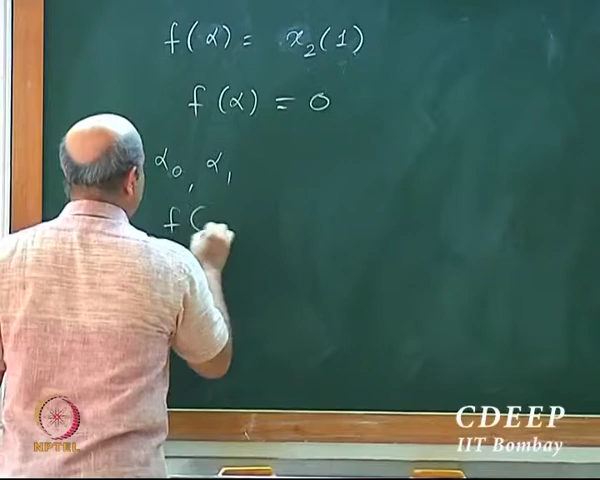 f(α) = x₂(1)
f(α) = 0
α₀, α₁
f(
CDEEP
IIT Bombay
NPTEL